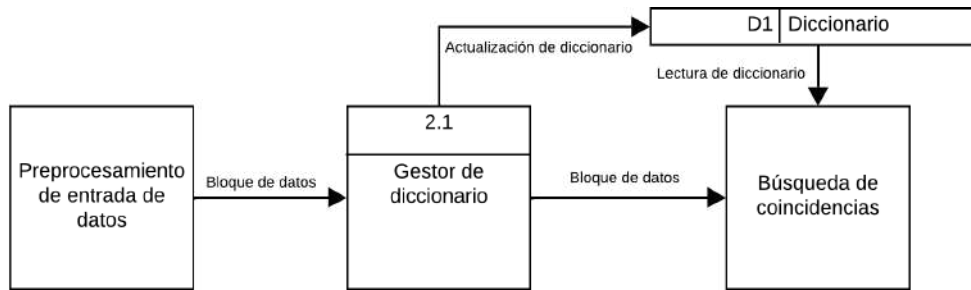 D1 Diccionario
Actualización de diccionario
Lectura de diccionario
2.1
Preprocesamiento
de entrada de
datos
Bloque de datos
Gestor de
diccionario
Bloque de datos
Búsqueda de
coincidencias